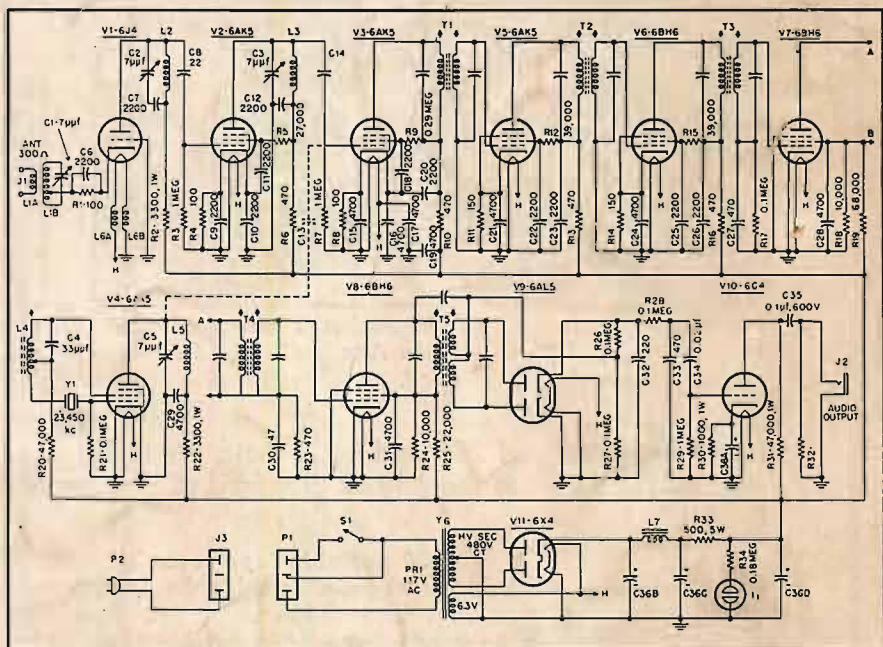 V1-6J4
L2
V2-6AK5
L3
V3-6AK5
T1
V5-6AK5
T2
V6-6BH6
T3
V7-6BH6
C2
7µµf
C8
22
C3
7µµf
C14
A
B
C7
2200
C12
2200
R5
27,000
R9
0.29 MEG
R12
39,000
R15
39,000
C1-7µµf
ANT
300Ω
J1
C6
2200
L1A
L1B
R1-100
L6A
L6B
H
R2-3300,1W
R3 1 MEG
R4 100
C9 2200
H
C10 2200
C11 2200
R6 470
C13
R7 1 MEG
R8 100
C15 4700
H
C17 4700
C18 2200
C19 4700
C20 2200
R10 470
R11 150
C21 4700
H
C22 2200
C23 2200
R13 470
R14 150
C24 4700
H
C25 2200
C26 2200
R16 470
C27 470
R17 0.1MEG
H
C28 4700
R18 10,000
R19 68,000
V4-6AK5
V8-6BH6
V9-6AL5
V10-6C4
L4
C4
33µµf
C5
7µµf
L5
A
T4
T5
R28
0.1MEG
C35
0.1µf,600V
R26
0.1MEG
Y1
23,450
kc
C29
4700
C32 220
C33 470
C34 0.02µf
J2
AUDIO
OUTPUT
R20-47,000
R21-0.1MEG
H
R22-3300,1W
C30-47
R23-470
H
C31-4700
R24-10,000
R25-22,000
H
R27-0.1MEG
R29-1MEG
R30-1000,1W
C38A
H
R31-47,000 1W
R32-
P2
J3
P1
S1
Y6
HV SEC
480V
CT
V11-6X4
PRI
117V
AC
6.3V
H
L7
R33
500,5W
R34
0.18MEG
C36B
C36C
I1
C36D